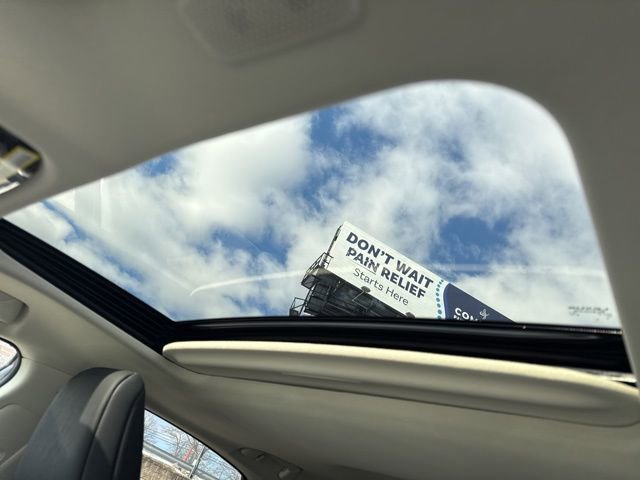 DON'T WAIT
PAIN RELIEF
Starts Here